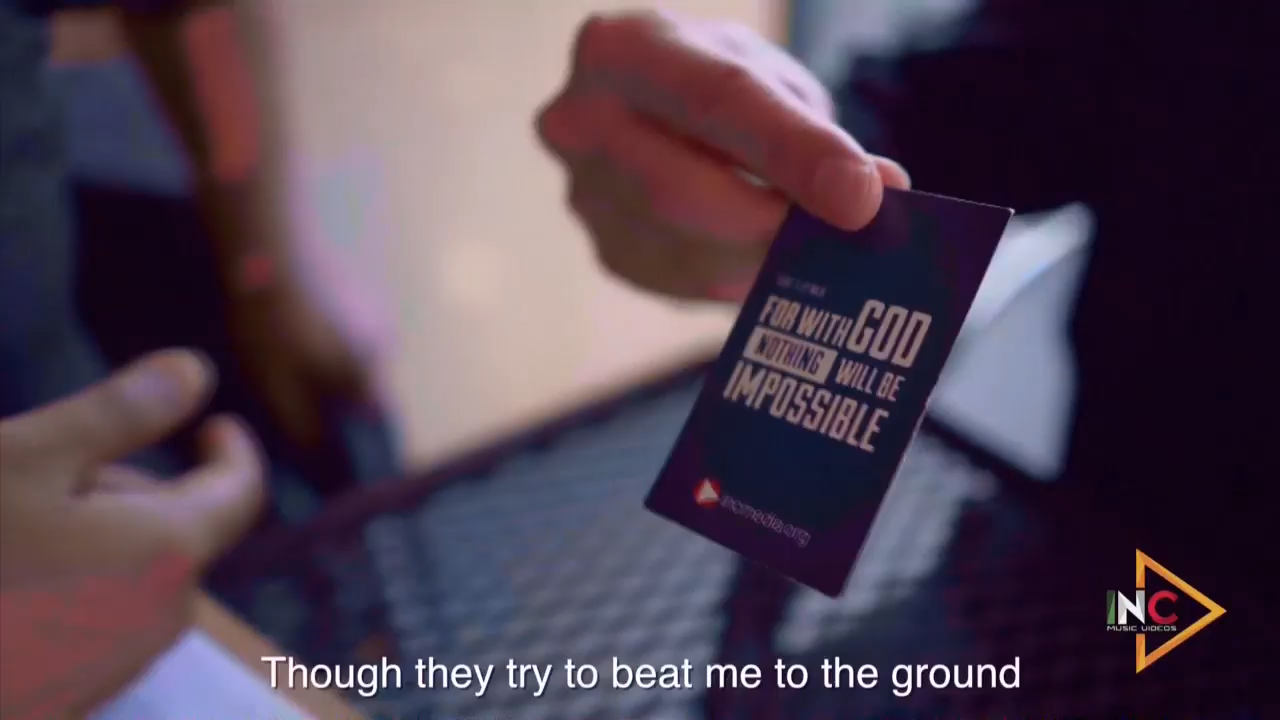 FOR WITH GOD
NOTHING WILL BE
IMPOSSIBLE
incmedia.org
INC
MUSIC VIDEOS
Though they try to beat me to the ground